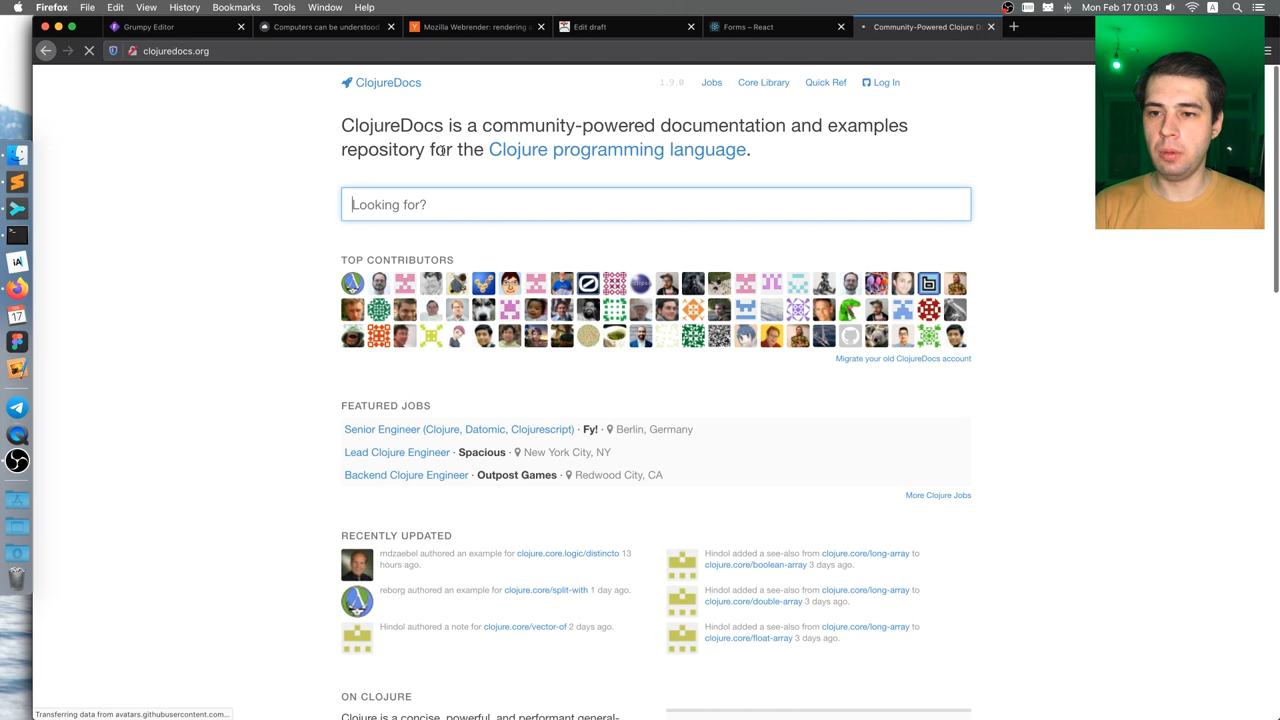 Firefox File Edit View History Bookmarks Tools Window Help
Grumpy Editor
Computers can be understood
Mozilla Webrender: rendering
Edit draft
Forms – React
Community-Powered Clojure D
clojuredocs.org
ClojureDocs
1.9.0 Jobs Core Library Quick Ref Log In
ClojureDocs is a community-powered documentation and examples
repository for the Clojure programming language.
Looking for?
TOP CONTRIBUTORS
Migrate your old ClojureDocs account
FEATURED JOBS
Senior Engineer (Clojure, Datomic, Clojurescript) · Fy! · Berlin, Germany
Lead Clojure Engineer · Spacious · New York City, NY
Backend Clojure Engineer · Outpost Games · Redwood City, CA
More Clojure Jobs
RECENTLY UPDATED
mdzaebel authored an example for clojure.core.logic/distincto 13
hours ago.
reborg authored an example for clojure.core/split-with 1 day ago.
Hindol authored a note for clojure.core/vector-of 2 days ago.
Hindol added a see-also from clojure.core/long-array to
clojure.core/boolean-array 3 days ago.
Hindol added a see-also from clojure.core/long-array to
clojure.core/double-array 3 days ago.
Hindol added a see-also from clojure.core/long-array to
clojure.core/float-array 3 days ago.
ON CLOJURE
Clojure is a concise, powerful, and performant general-
Transferring data from avatars.githubusercontent.com...
iA
17